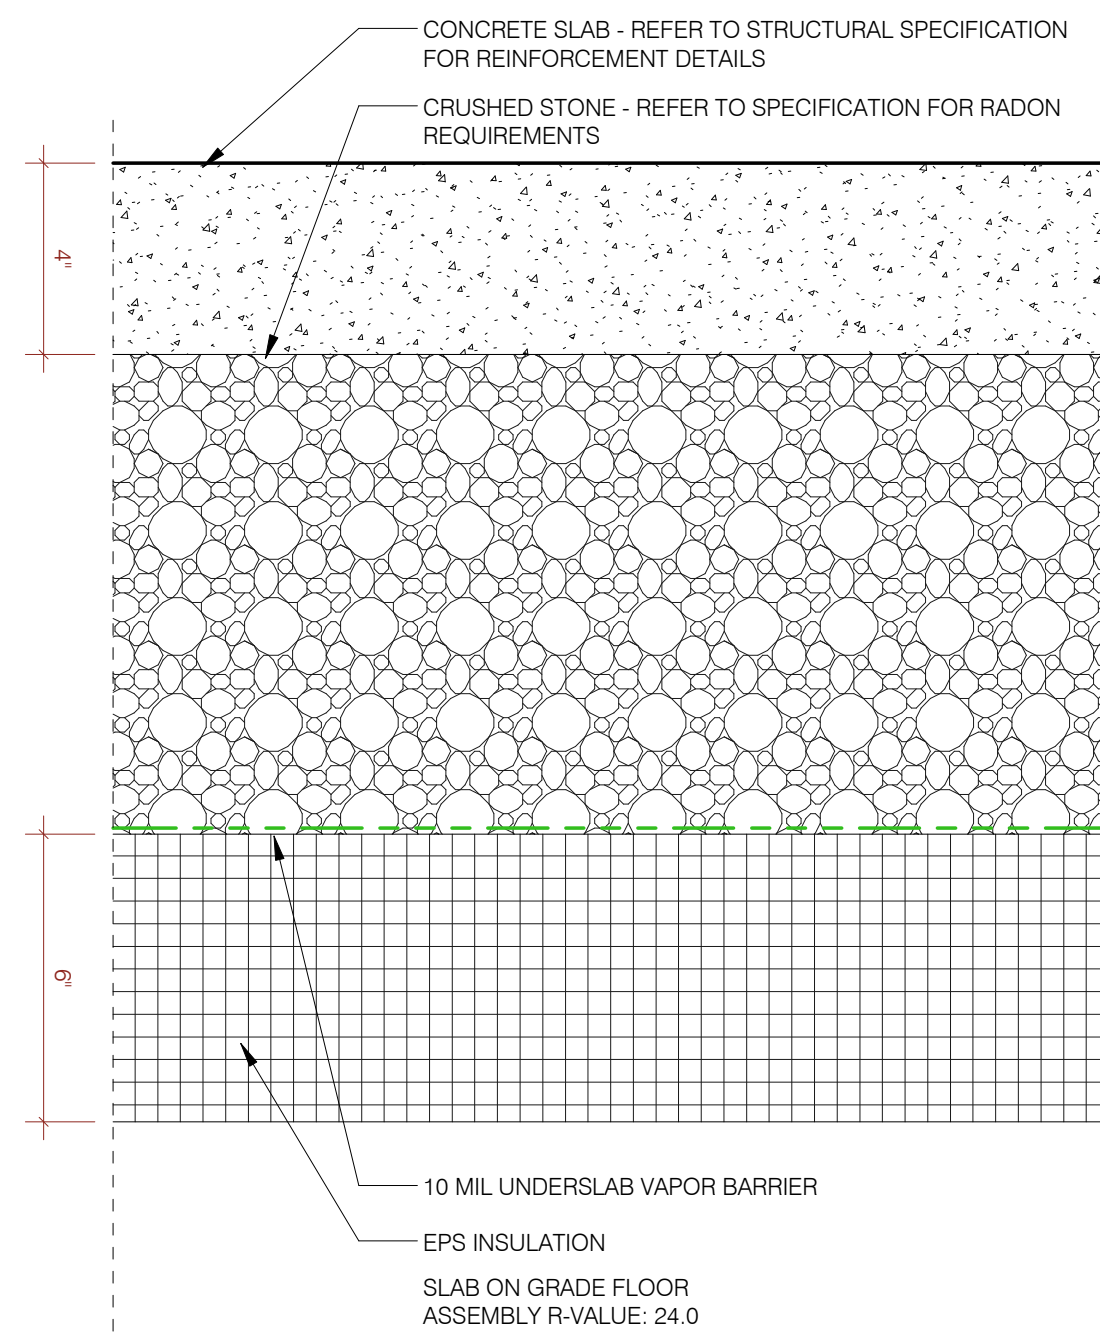 CONCRETE SLAB - REFER TO STRUCTURAL SPECIFICATION
FOR REINFORCEMENT DETAILS
CRUSHED STONE - REFER TO SPECIFICATION FOR RADON
REQUIREMENTS
4"
6"
10 MIL UNDERSLAB VAPOR BARRIER
EPS INSULATION
SLAB ON GRADE FLOOR
ASSEMBLY R-VALUE: 24.0